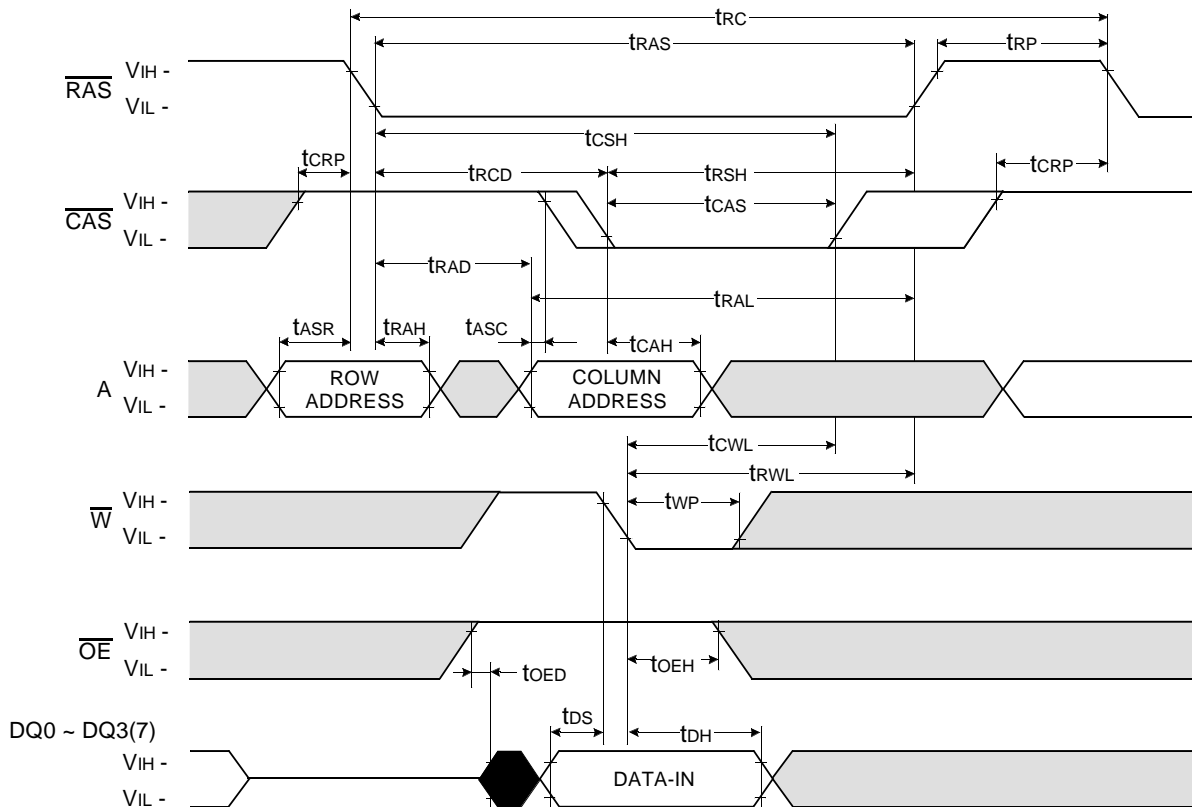 tRC
tRAS
tRP
RAS
VIH -
VIL -
tCSH
tCRP
tRCD
tRSH
tCRP
CAS
VIH -
VIL -
tCAS
tRAD
tRAL
tASR
tRAH
tASC
tCAH
A
VIH -
VIL -
ROW
ADDRESS
COLUMN
ADDRESS
tCWL
tRWL
W
VIH -
VIL -
tWP
OE
VIH -
VIL -
tOEH
tOED
DQ0 ~ DQ3(7)
tDS
tDH
VIH -
VIL -
DATA-IN